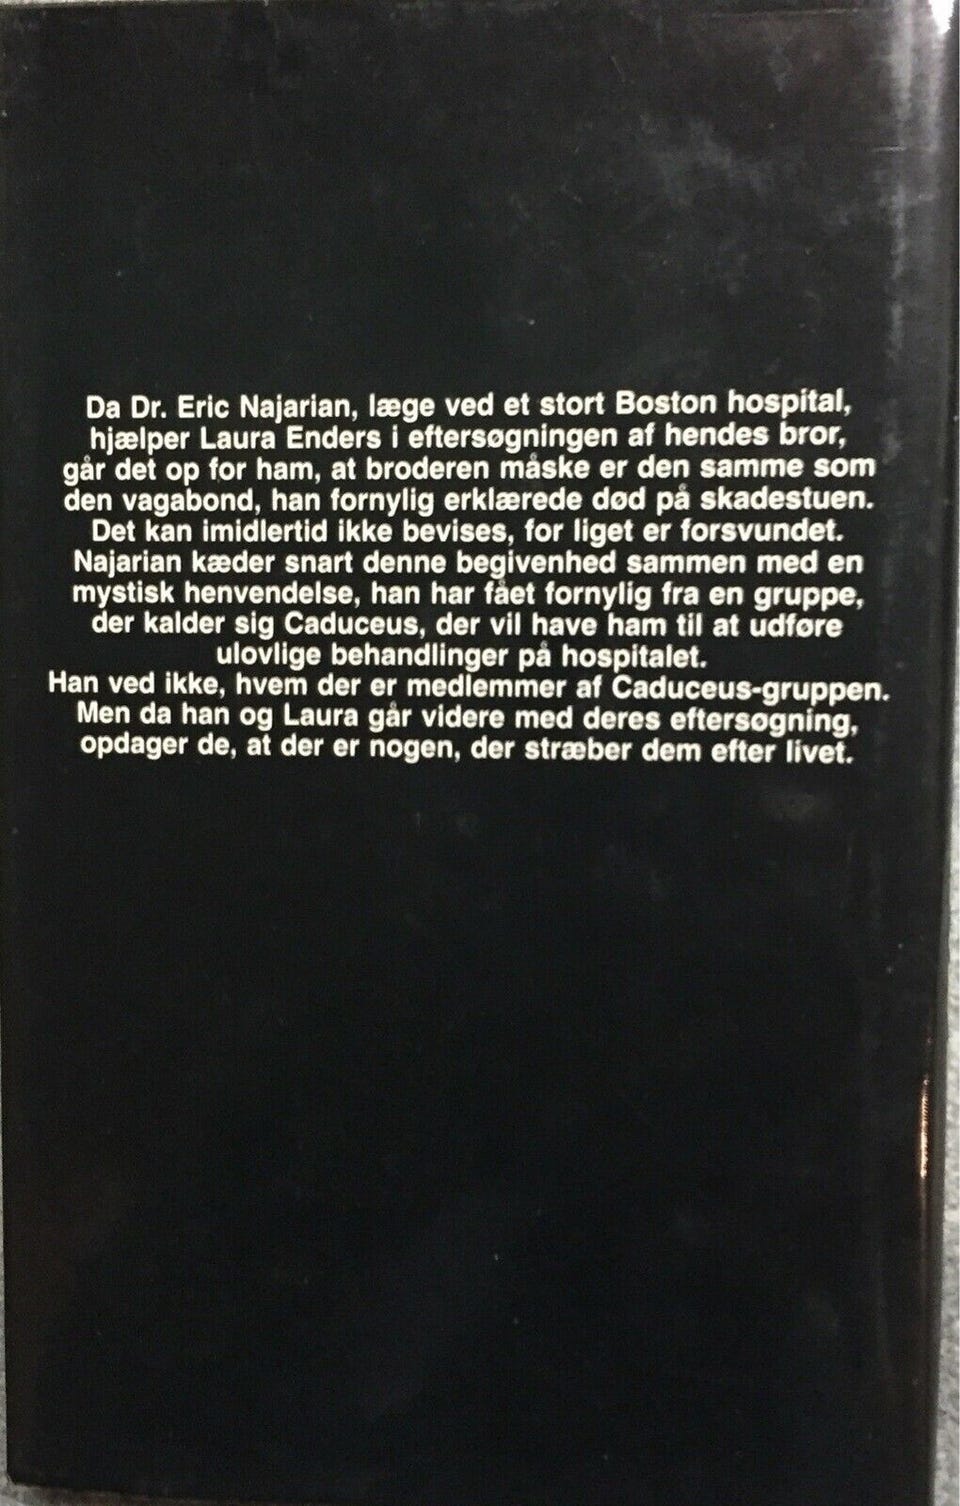 Da Dr. Eric Najarian, læge ved et stort Boston hospital,
hjælper Laura Enders i eftersøgningen af hendes bror,
går det op for ham, at broderen måske er den samme som
den vagabond, han fornylig erklærede død på skadestuen.
Det kan imidlertid ikke bevises, for liget er forsvundet.
Najarian kæder snart denne begivenhed sammen med en
mystisk henvendelse, han har fået fornylig fra en gruppe,
der kalder sig Caduceus, der vil have ham til at udføre
ulovlige behandlinger på hospitalet.
Han ved ikke, hvem der er medlemmer af Caduceus-gruppen.
Men da han og Laura går videre med deres eftersøgning,
opdager de, at der er nogen, der stræber dem efter livet.